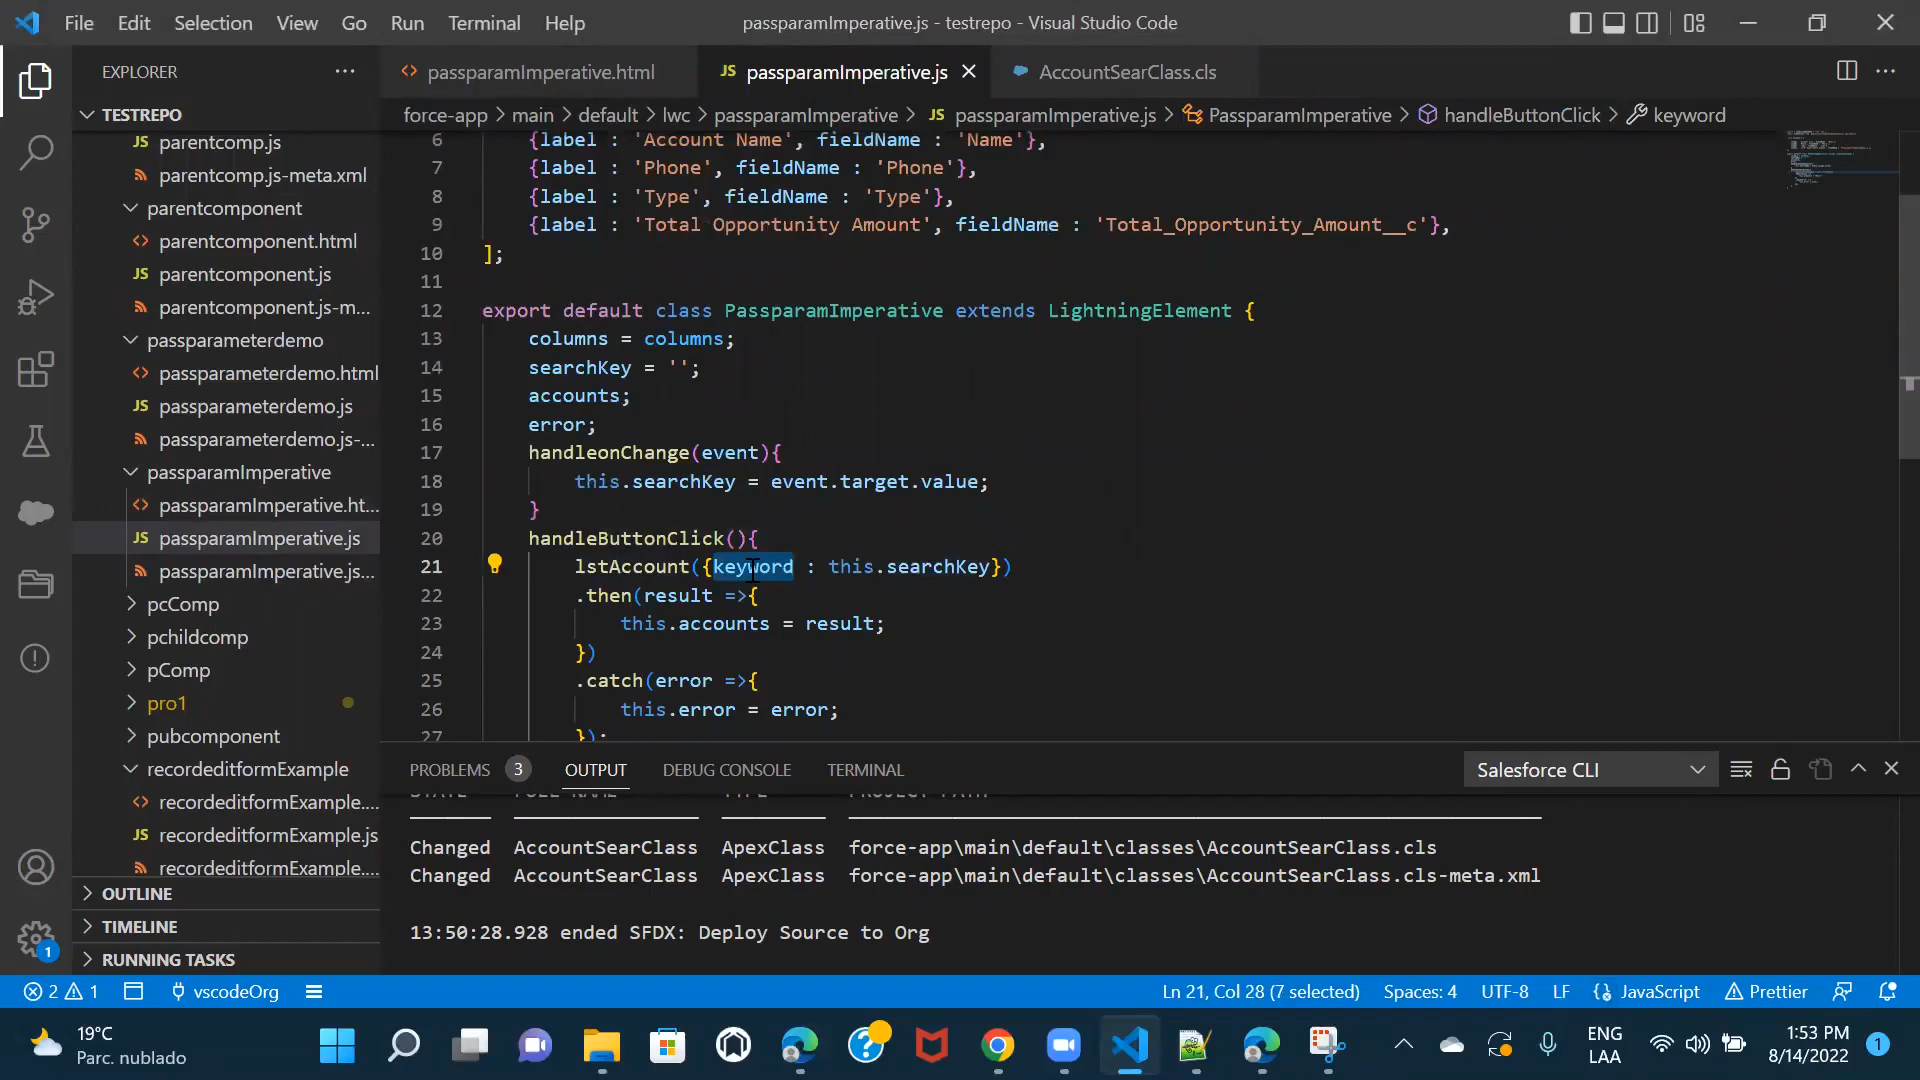 File Edit Selection View Go Run Terminal Help
passparamImperative.js - testrepo - Visual Studio Code
EXPLORER
TESTREPO
parentcomp.js
parentcomp.js-meta.xml
parentcomponent
parentcomponent.html
parentcomponent.js
parentcomponent.js-m...
passparameterdemo
passparameterdemo.html
passparameterdemo.js
passparameterdemo.js-...
passparamImperative
passparamImperative.ht...
passparamImperative.js
passparamImperative.js...
pcComp
pchildcomp
pComp
pro1
pubcomponent
recordeditformExample
recordeditformExample....
recordeditformExample.js
recordeditformExample....
OUTLINE
TIMELINE
RUNNING TASKS
passparamImperative.html
JS passparamImperative.js
AccountSearClass.cls
force-app > main > default > lwc > passparamImperative > JS passparamImperative.js > PassparamImperative > handleButtonClick > keyword
6 {label : 'Account Name', fieldName : 'Name'},
7 {label : 'Phone', fieldName : 'Phone'},
8 {label : 'Type', fieldName : 'Type'},
9 {label : 'Total Opportunity Amount', fieldName : 'Total_Opportunity_Amount__c'},
10 ];
11
12 export default class PassparamImperative extends LightningElement {
13 columns = columns;
14 searchKey = '';
15 accounts;
16 error;
17 handleonChange(event){
18 this.searchKey = event.target.value;
19 }
20 handleButtonClick(){
21 lstAccount({keyword : this.searchKey})
22 .then(result =>{
23 this.accounts = result;
24 })
25 .catch(error =>{
26 this.error = error;
27 });
PROBLEMS 3 OUTPUT DEBUG CONSOLE TERMINAL
Salesforce CLI
STATE FULL NAME TYPE PROJECT PATH
Changed AccountSearClass ApexClass force-app\main\default\classes\AccountSearClass.cls
Changed AccountSearClass ApexClass force-app\main\default\classes\AccountSearClass.cls-meta.xml
13:50:28.928 ended SFDX: Deploy Source to Org
1
2 1 vscodeOrg
Ln 21, Col 28 (7 selected) Spaces: 4 UTF-8 LF JavaScript Prettier
19°C
Parc. nublado
ENG
LAA
1:53 PM
8/14/2022
1